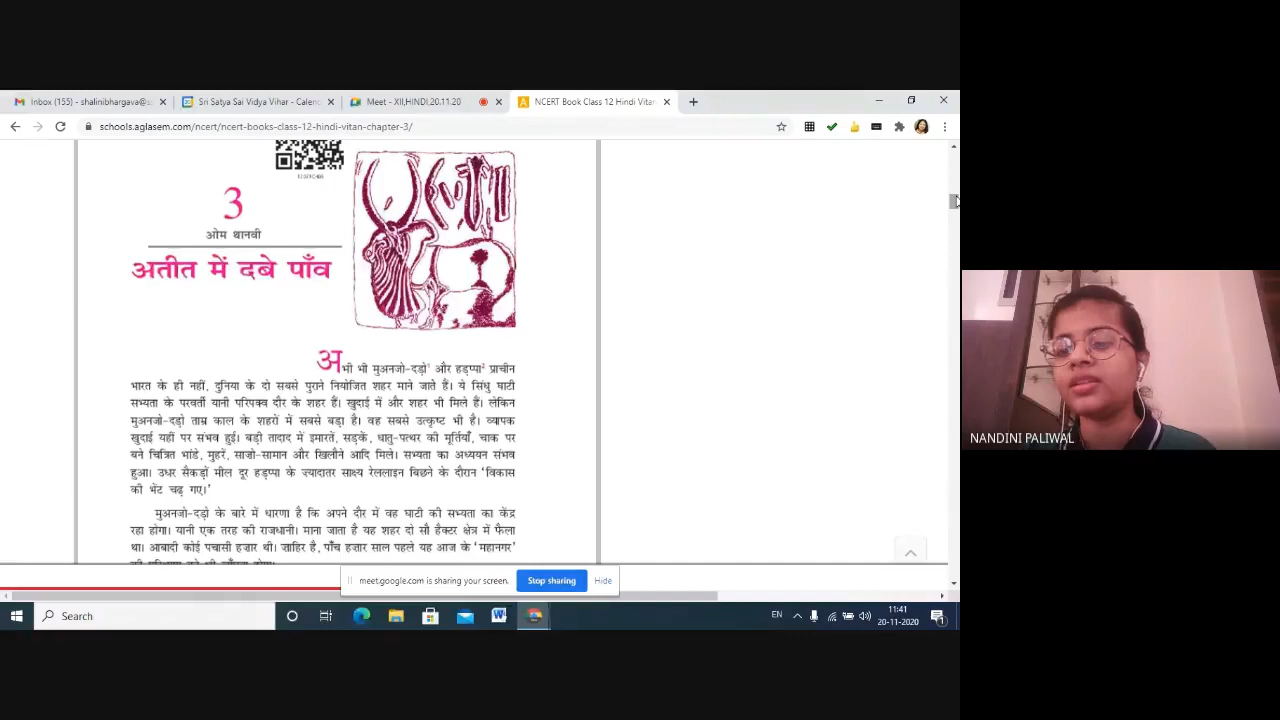 Inbox (155) - shalinibhargava@s
Sri Satya Sai Vidya Vihar - Calen
Meet - XII,HINDI,20.11.20
NCERT Book Class 12 Hindi Vitan
schools.aglasem.com/ncert/ncert-books-class-12-hindi-vitan-chapter-3/
3
ओम थानवी
अतीत में दबे पाँव
अभी भी मुअनजो-दड़ो¹ और हड़प्पा² प्राचीन
भारत के ही नहीं, दुनिया के दो सबसे पुराने नियोजित शहर माने जाते हैं। ये सिंधु घाटी
सभ्यता के परवर्ती यानी परिपक्व दौर के शहर हैं। खुदाई में और शहर भी मिले हैं। लेकिन
मुअनजो-दड़ो ताम्र काल के शहरों में सबसे बड़ा है। वह सबसे उत्कृष्ट भी है। व्यापक
खुदाई यहीं पर संभव हुई। बड़ी तादाद में इमारतें, सड़कें, धातु-पत्थर की मूर्तियाँ, चाक पर
बने चित्रित भांडे, मुहरें, साजो-सामान और खिलौने आदि मिले। सभ्यता का अध्ययन संभव
हुआ। उधर सैकड़ों मील दूर हड़प्पा के ज्यादातर साक्ष्य रेललाइन बिछने के दौरान 'विकास
की भेंट चढ़ गए।'
मुअनजो-दड़ो के बारे में धारणा है कि अपने दौर में वह घाटी की सभ्यता का केंद्र
रहा होगा। यानी एक तरह की राजधानी। माना जाता है यह शहर दो सौ हैक्टर क्षेत्र में फैला
था। आबादी कोई पचासी हज़ार थी। ज़ाहिर है, पाँच हज़ार साल पहले यह आज के 'महानगर'
meet.google.com is sharing your screen.
Stop sharing
Hide
NANDINI PALIWAL
Search
EN
11:41
20-11-2020